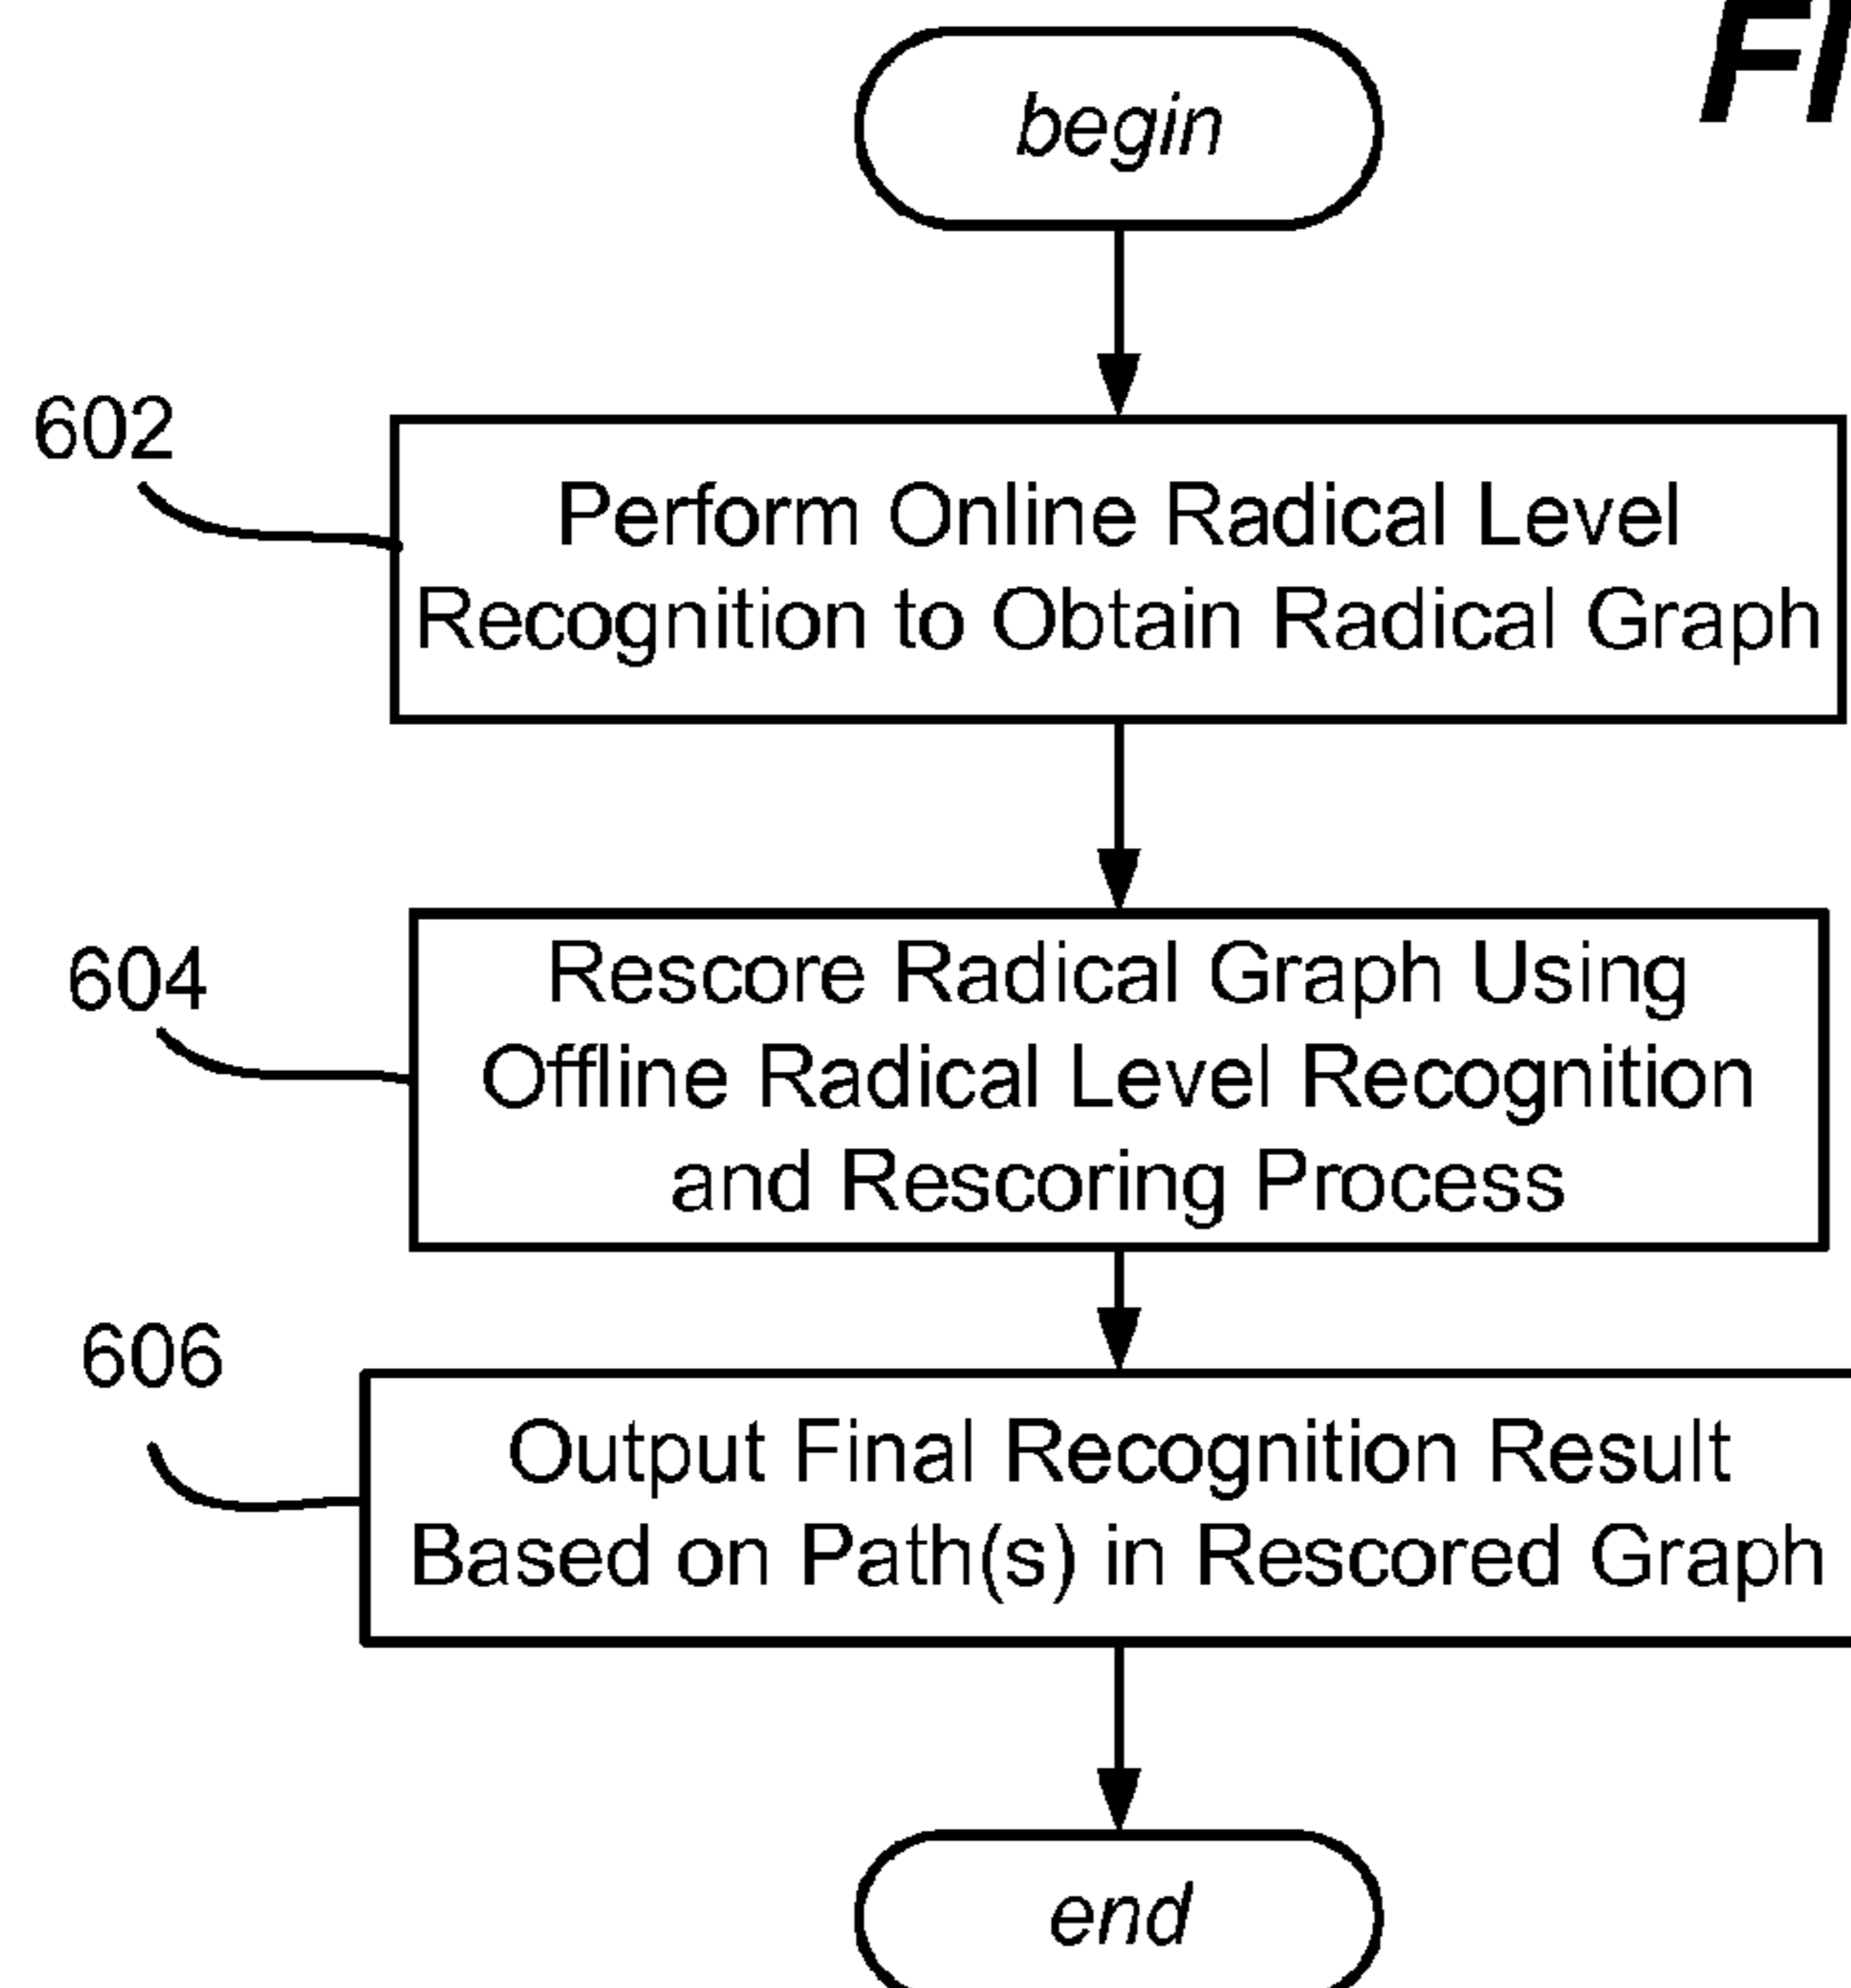 begin
602
Perform Online Radical Level
Recognition to Obtain Radical Graph
604
Rescore Radical Graph Using
Offline Radical Level Recognition
and Rescoring Process
606
Output Final Recognition Result
Based on Path(s) in Rescored Graph
end